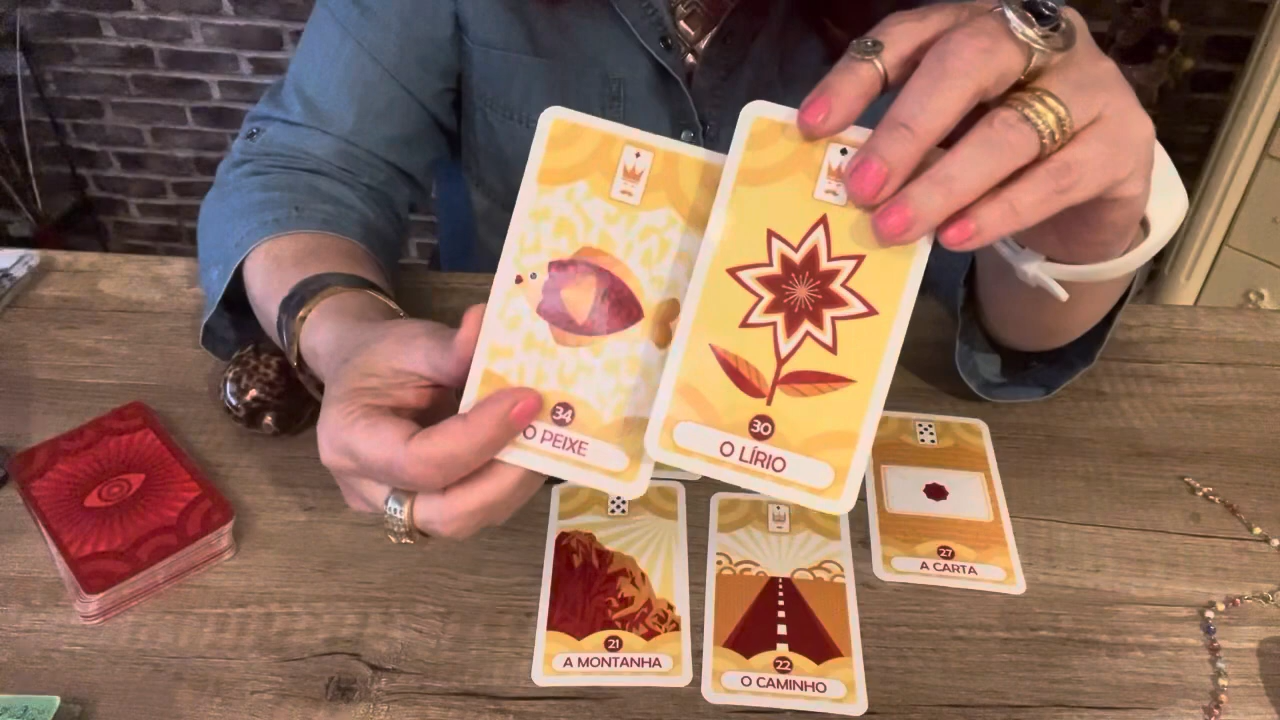 34
O PEIXE
30
O LÍRIO
27
A CARTA
21
A MONTANHA
22
O CAMINHO